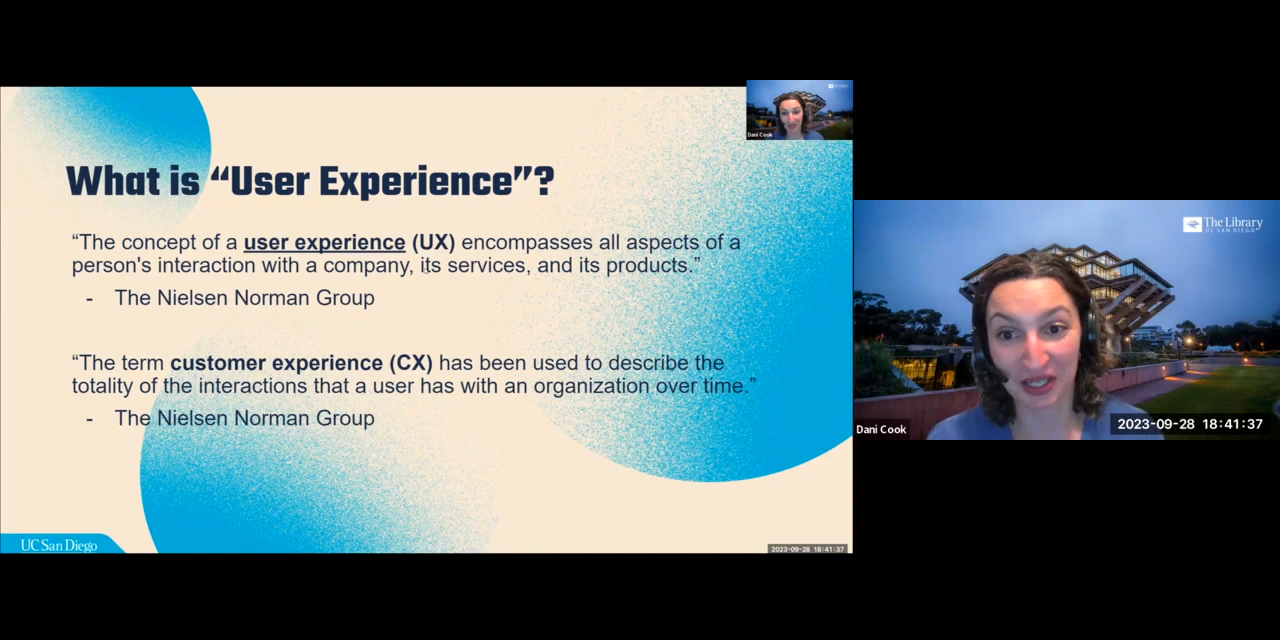 Dani Cook
What is “User Experience”?
“The concept of a user experience (UX) encompasses all aspects of a
person's interaction with a company, its services, and its products.”
- The Nielsen Norman Group
“The term customer experience (CX) has been used to describe the
totality of the interactions that a user has with an organization over time.”
- The Nielsen Norman Group
UC San Diego
2023-09-28 18:41:37
The Library
UC SAN DIEGO
Dani Cook
2023-09-28 18:41:37